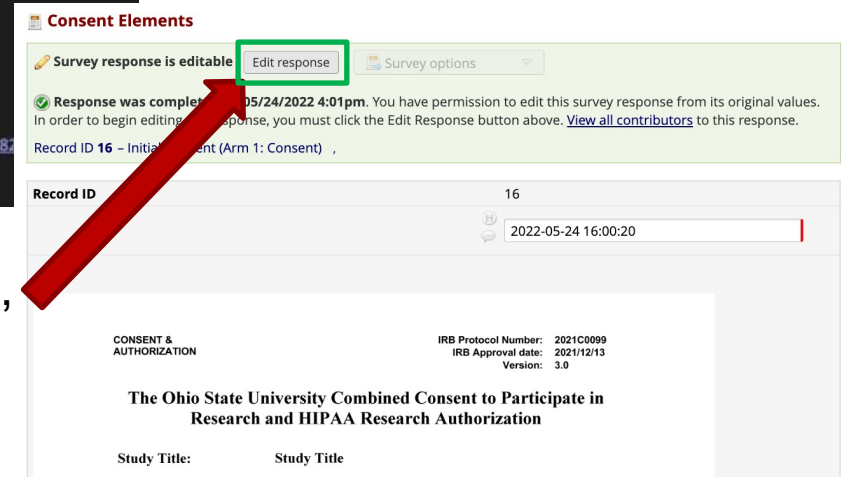 Consent Elements
Survey response is editable Edit response Survey options
Response was complet 05/24/2022 4:01pm. You have permission to edit this survey response from its original values.
In order to begin editing ponse, you must click the Edit Response button above. View all contributors to this response.
Record ID 16 – Initia ent (Arm 1: Consent) ,
82
Record ID 16
H
2022-05-24 16:00:20
,
CONSENT & IRB Protocol Number: 2021C0099
AUTHORIZATION IRB Approval date: 2021/12/13
Version: 3.0
The Ohio State University Combined Consent to Participate in
Research and HIPAA Research Authorization
Study Title: Study Title